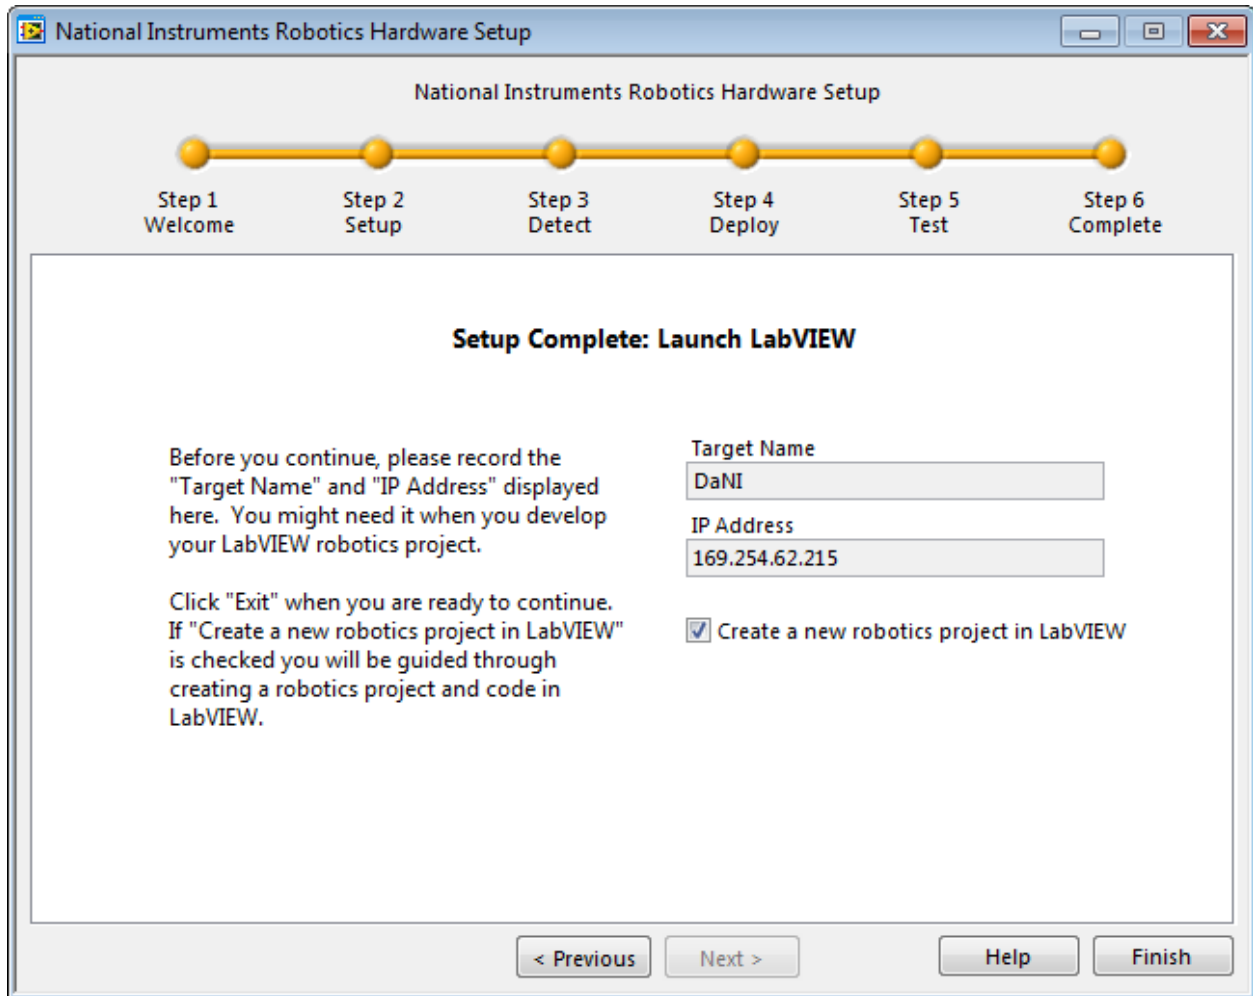 National Instruments Robotics Hardware Setup
National Instruments Robotics Hardware Setup
Step 1
Welcome
Step 2
Setup
Step 3
Detect
Step 4
Deploy
Step 5
Test
Step 6
Complete
Setup Complete: Launch LabVIEW
Before you continue, please record the
"Target Name" and "IP Address" displayed
here. You might need it when you develop
your LabVIEW robotics project.
Click "Exit" when you are ready to continue.
If "Create a new robotics project in LabVIEW"
is checked you will be guided through
creating a robotics project and code in
LabVIEW.
Target Name
DaNI
IP Address
169.254.62.215
Create a new robotics project in LabVIEW
< Previous
Next >
Help
Finish